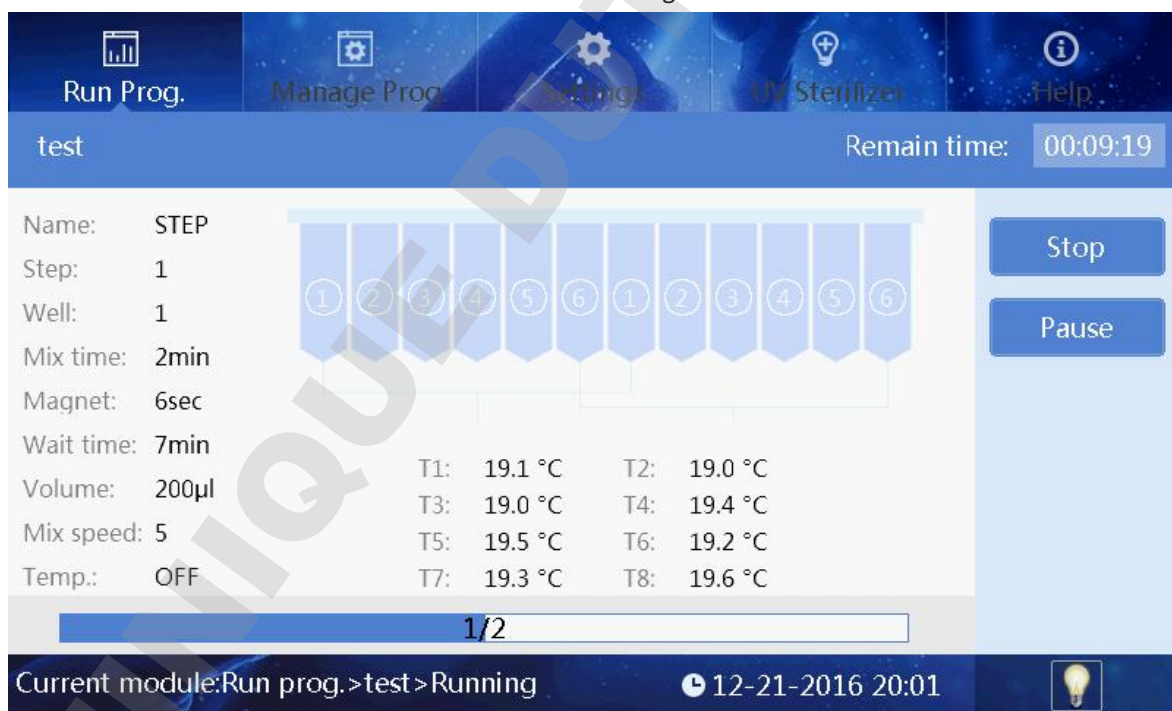 Run Prog.
Manage Prog.
Settings
UV Sterilizer
Help
test
Remain time: 00:09:19
Name: STEP
Step: 1
Well: 1
Mix time: 2min
Magnet: 6sec
Wait time: 7min
Volume: 200µl
Mix speed: 5
Temp.: OFF
1 2 3 4 5 6 1 2 3 4 5 6
T1: 19.1 °C T2: 19.0 °C
T3: 19.0 °C T4: 19.4 °C
T5: 19.5 °C T6: 19.2 °C
T7: 19.3 °C T8: 19.6 °C
Stop
Pause
1/2
Current module:Run prog.>test>Running
12-21-2016 20:01